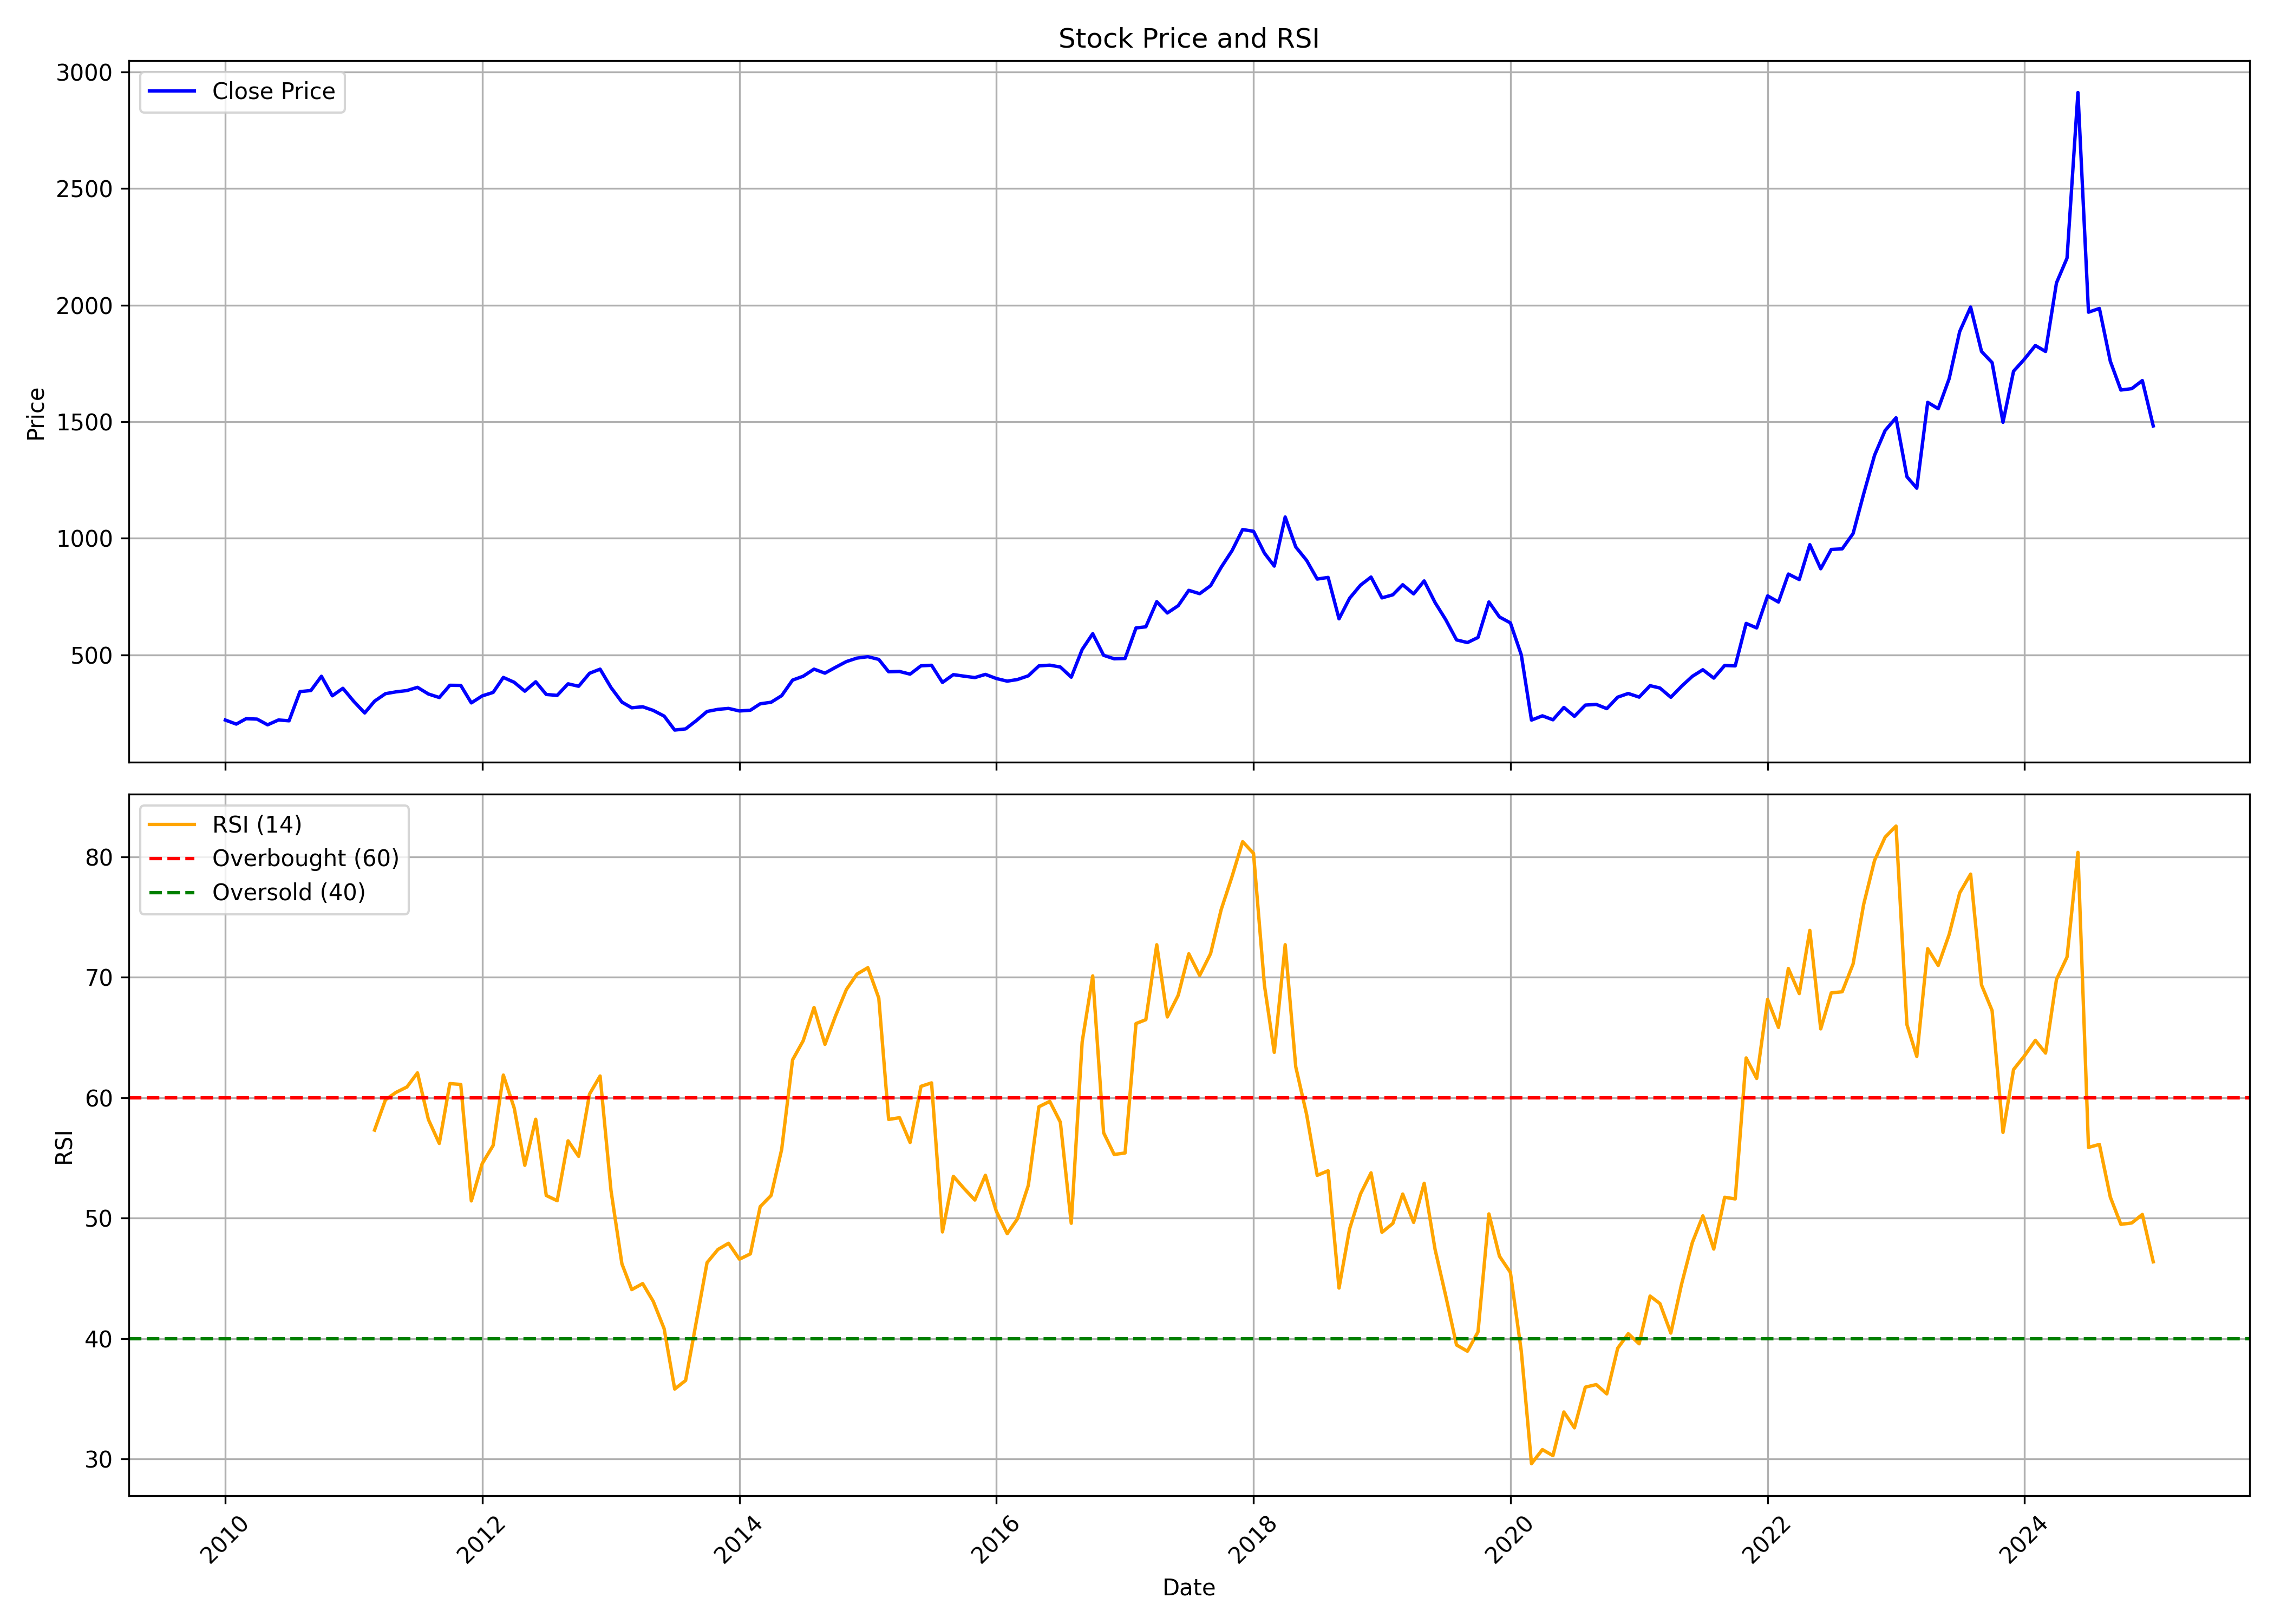 Stock Price and RSI
3000
2500
2000
1500
1000
500
Price
Close Price
80
70
60
50
40
30
RSI
RSI (14)
Overbought (60)
Oversold (40)
2010
2012
2014
2016
2018
2020
2022
2024
Date